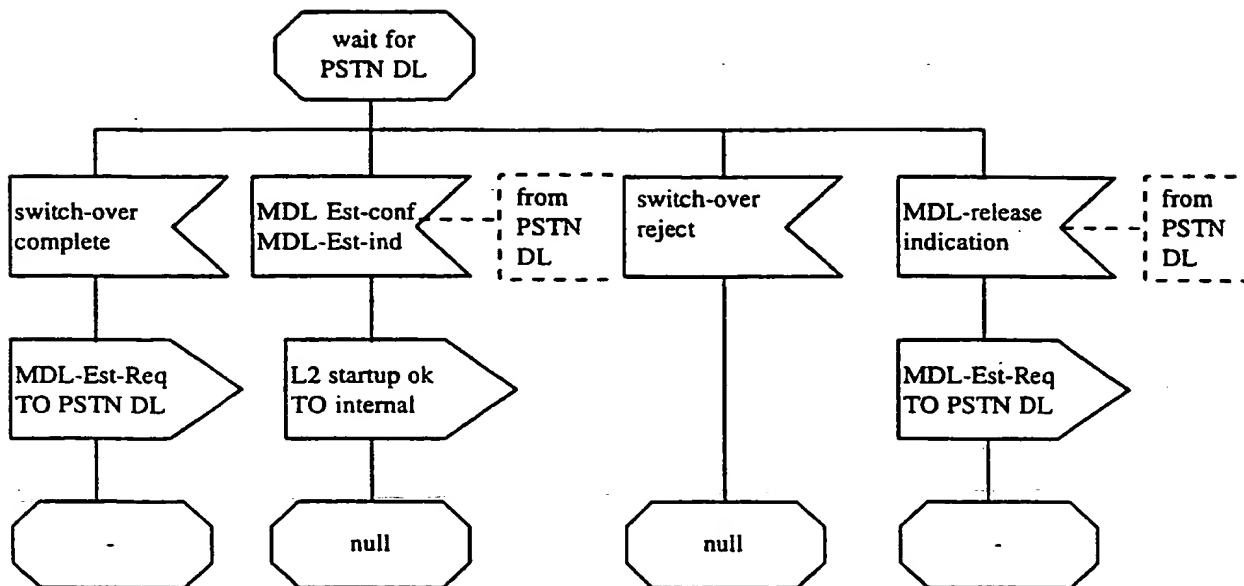 wait for
PSTN DL
switch-over
complete
MDL Est-conf
MDL-Est-ind
from
PSTN
DL
switch-over
reject
MDL-release
indication
from
PSTN
DL
MDL-Est-Req
TO PSTN DL
L2 startup ok
TO internal
MDL-Est-Req
TO PSTN DL
-
null
null
-